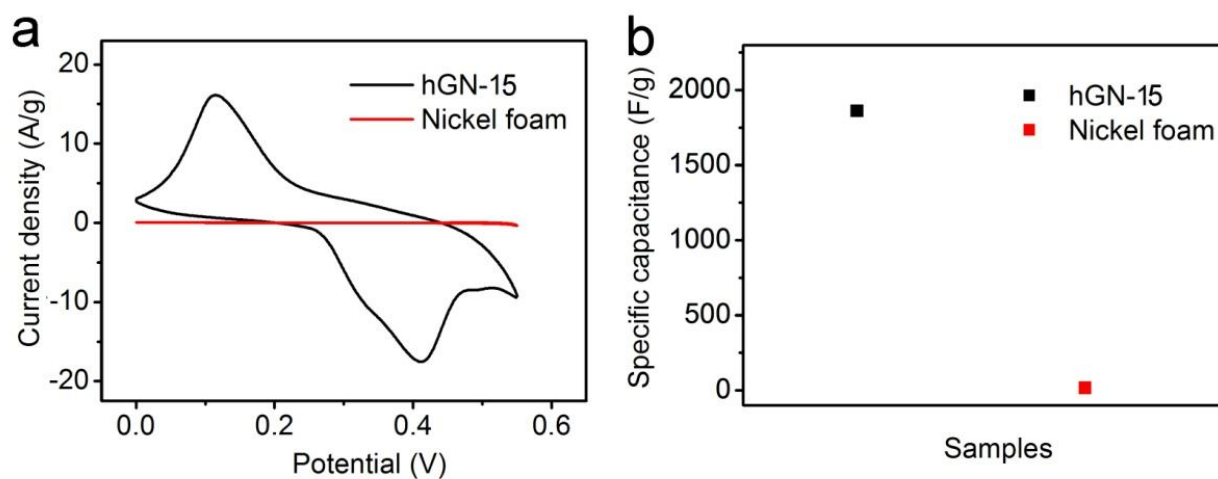 a
Current density (A/g)
20
10
0
-10
-20
hGN-15
Nickel foam
0.0 0.2 0.4 0.6
Potential (V)
b
Specific capacitance (F/g)
2000
1500
1000
500
0
hGN-15
Nickel foam
Samples